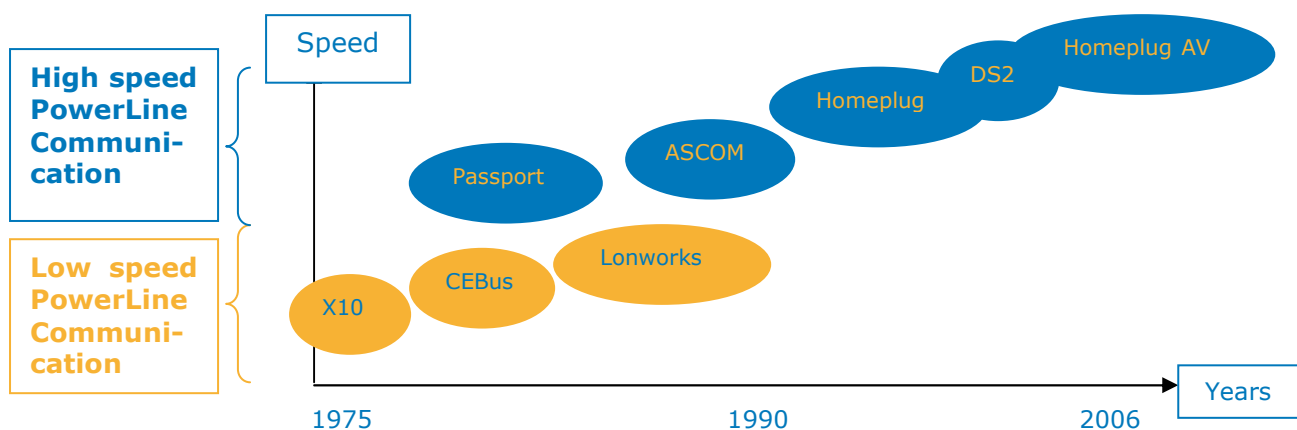 Speed
High speed
PowerLine
Communi-
cation
Low speed
PowerLine
Communi-
cation
Homeplug AV
DS2
Homeplug
ASCOM
Passport
Lonworks
CEBus
X10
Years
1975
1990
2006